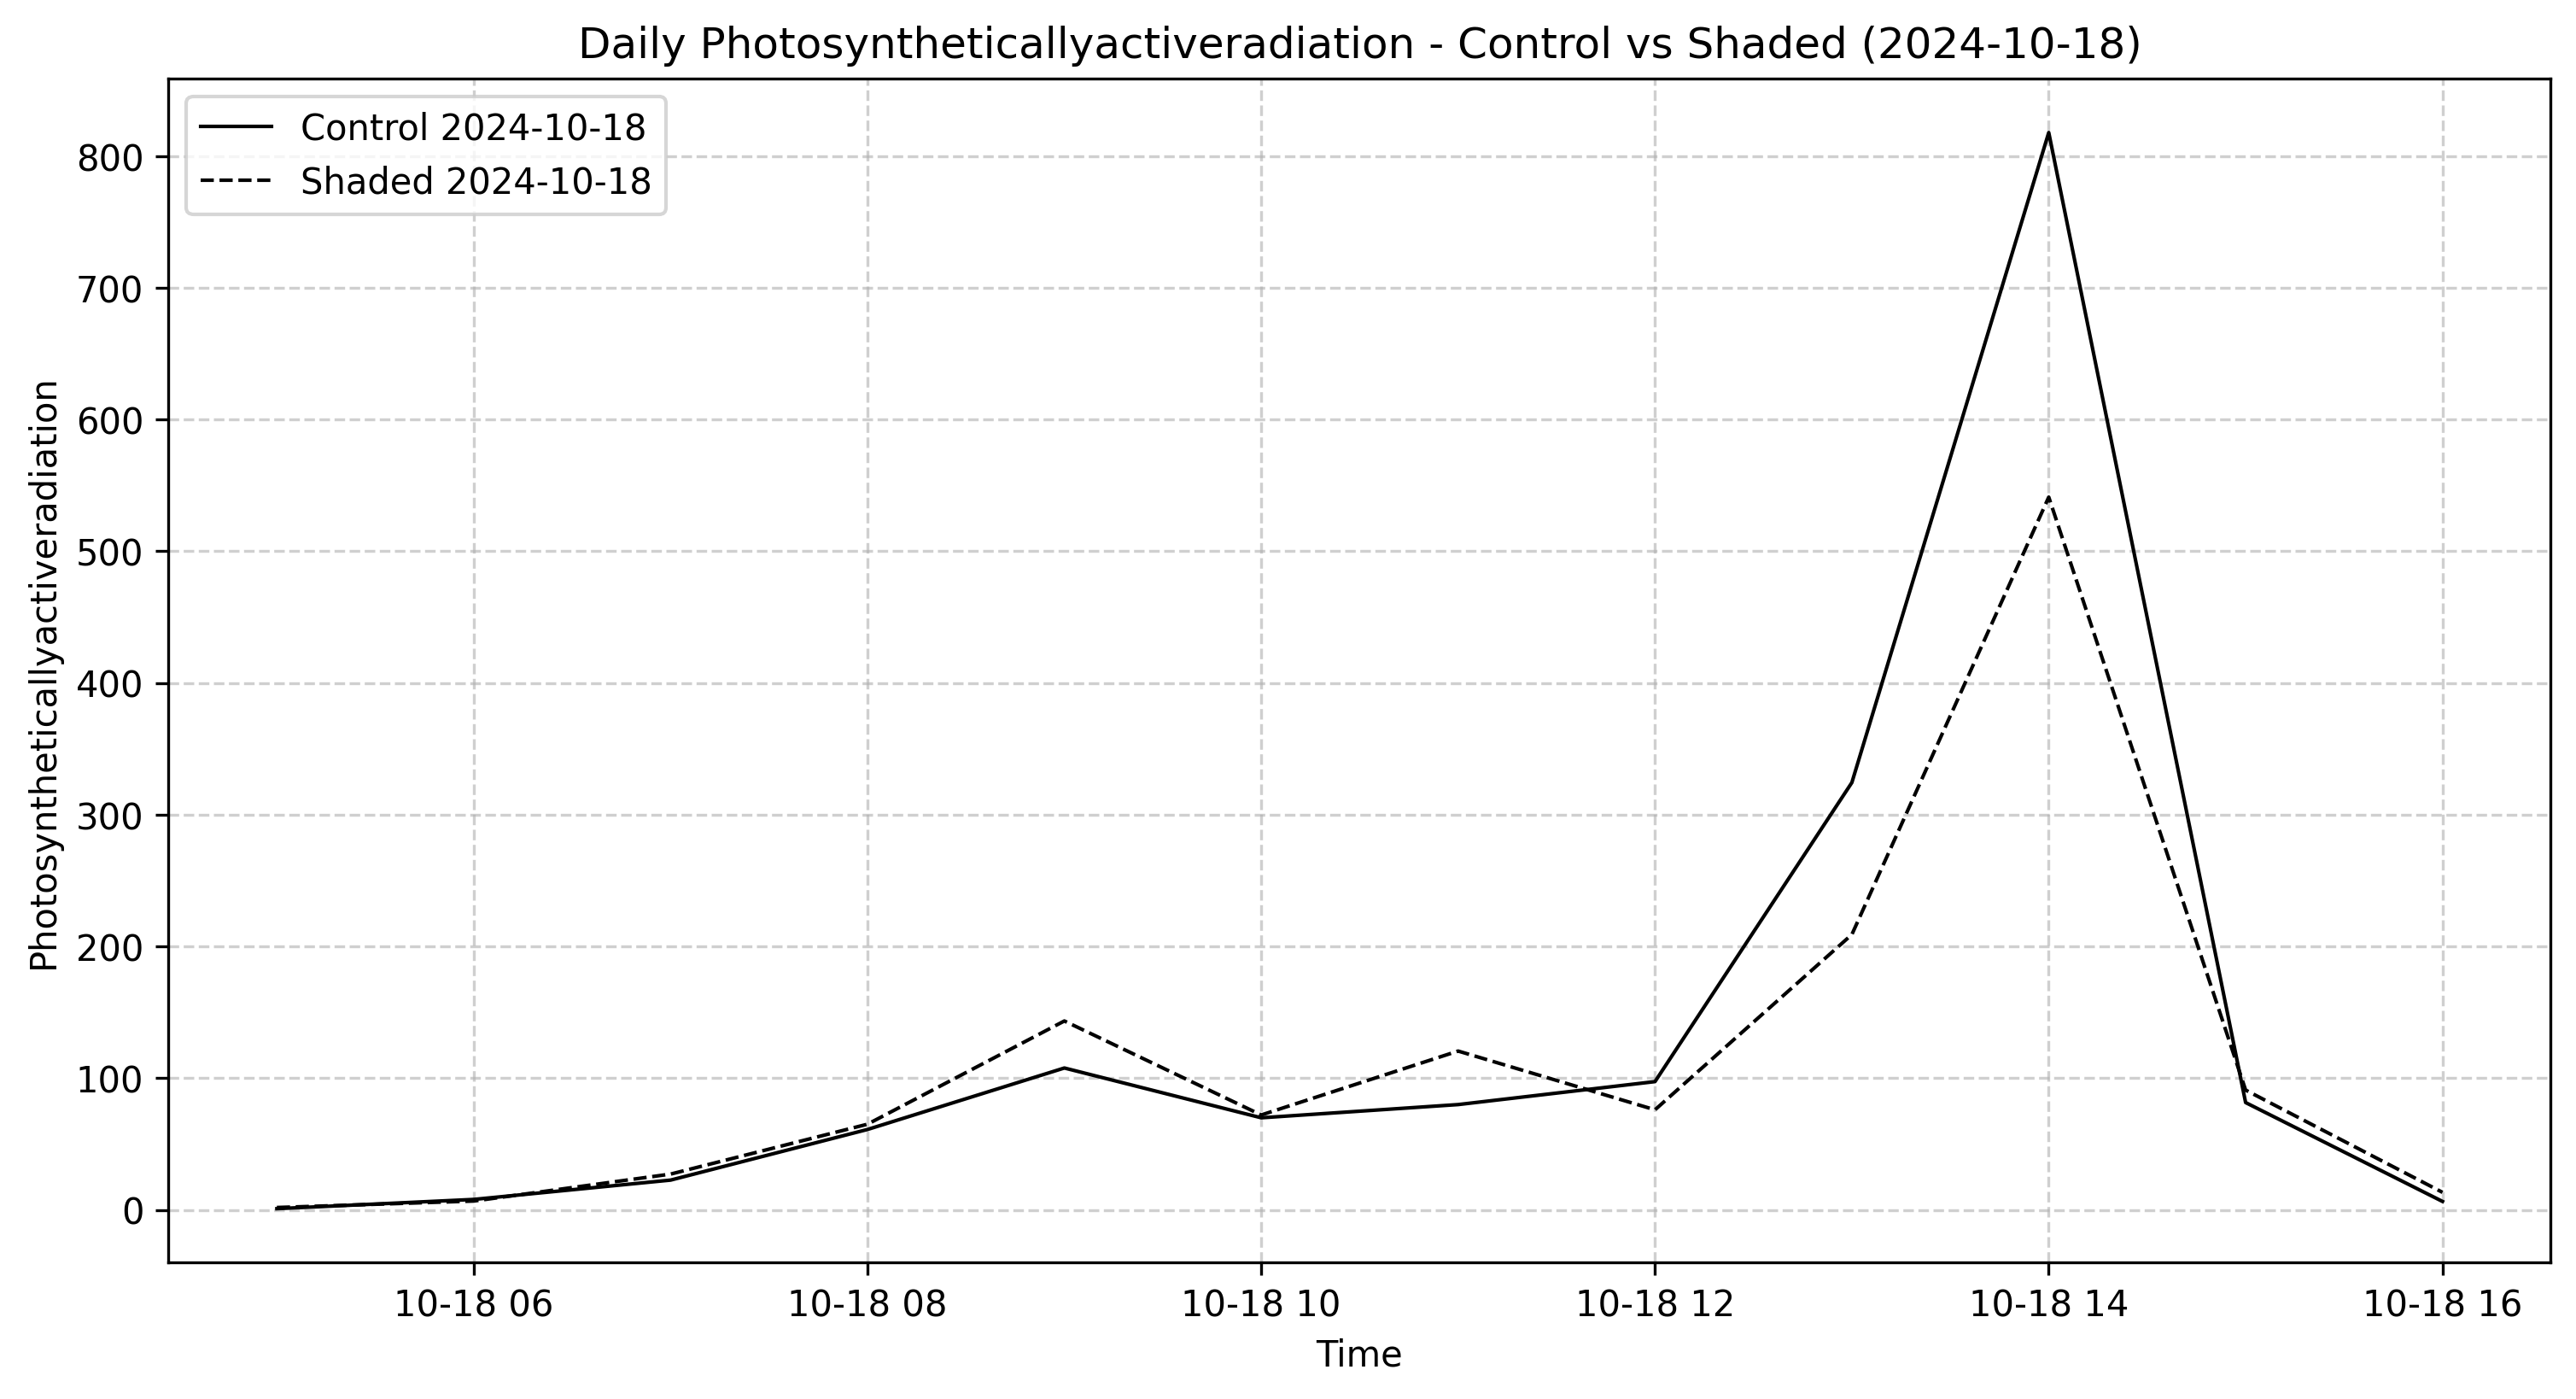 Daily Photosyntheticallyactiveradiation - Control vs Shaded (2024-10-18)
Control 2024-10-18
Shaded 2024-10-18
Photosyntheticallyactiveradiation
800
700
600
500
400
300
200
100
0
10-18 06 10-18 08 10-18 10 10-18 12 10-18 14 10-18 16
Time